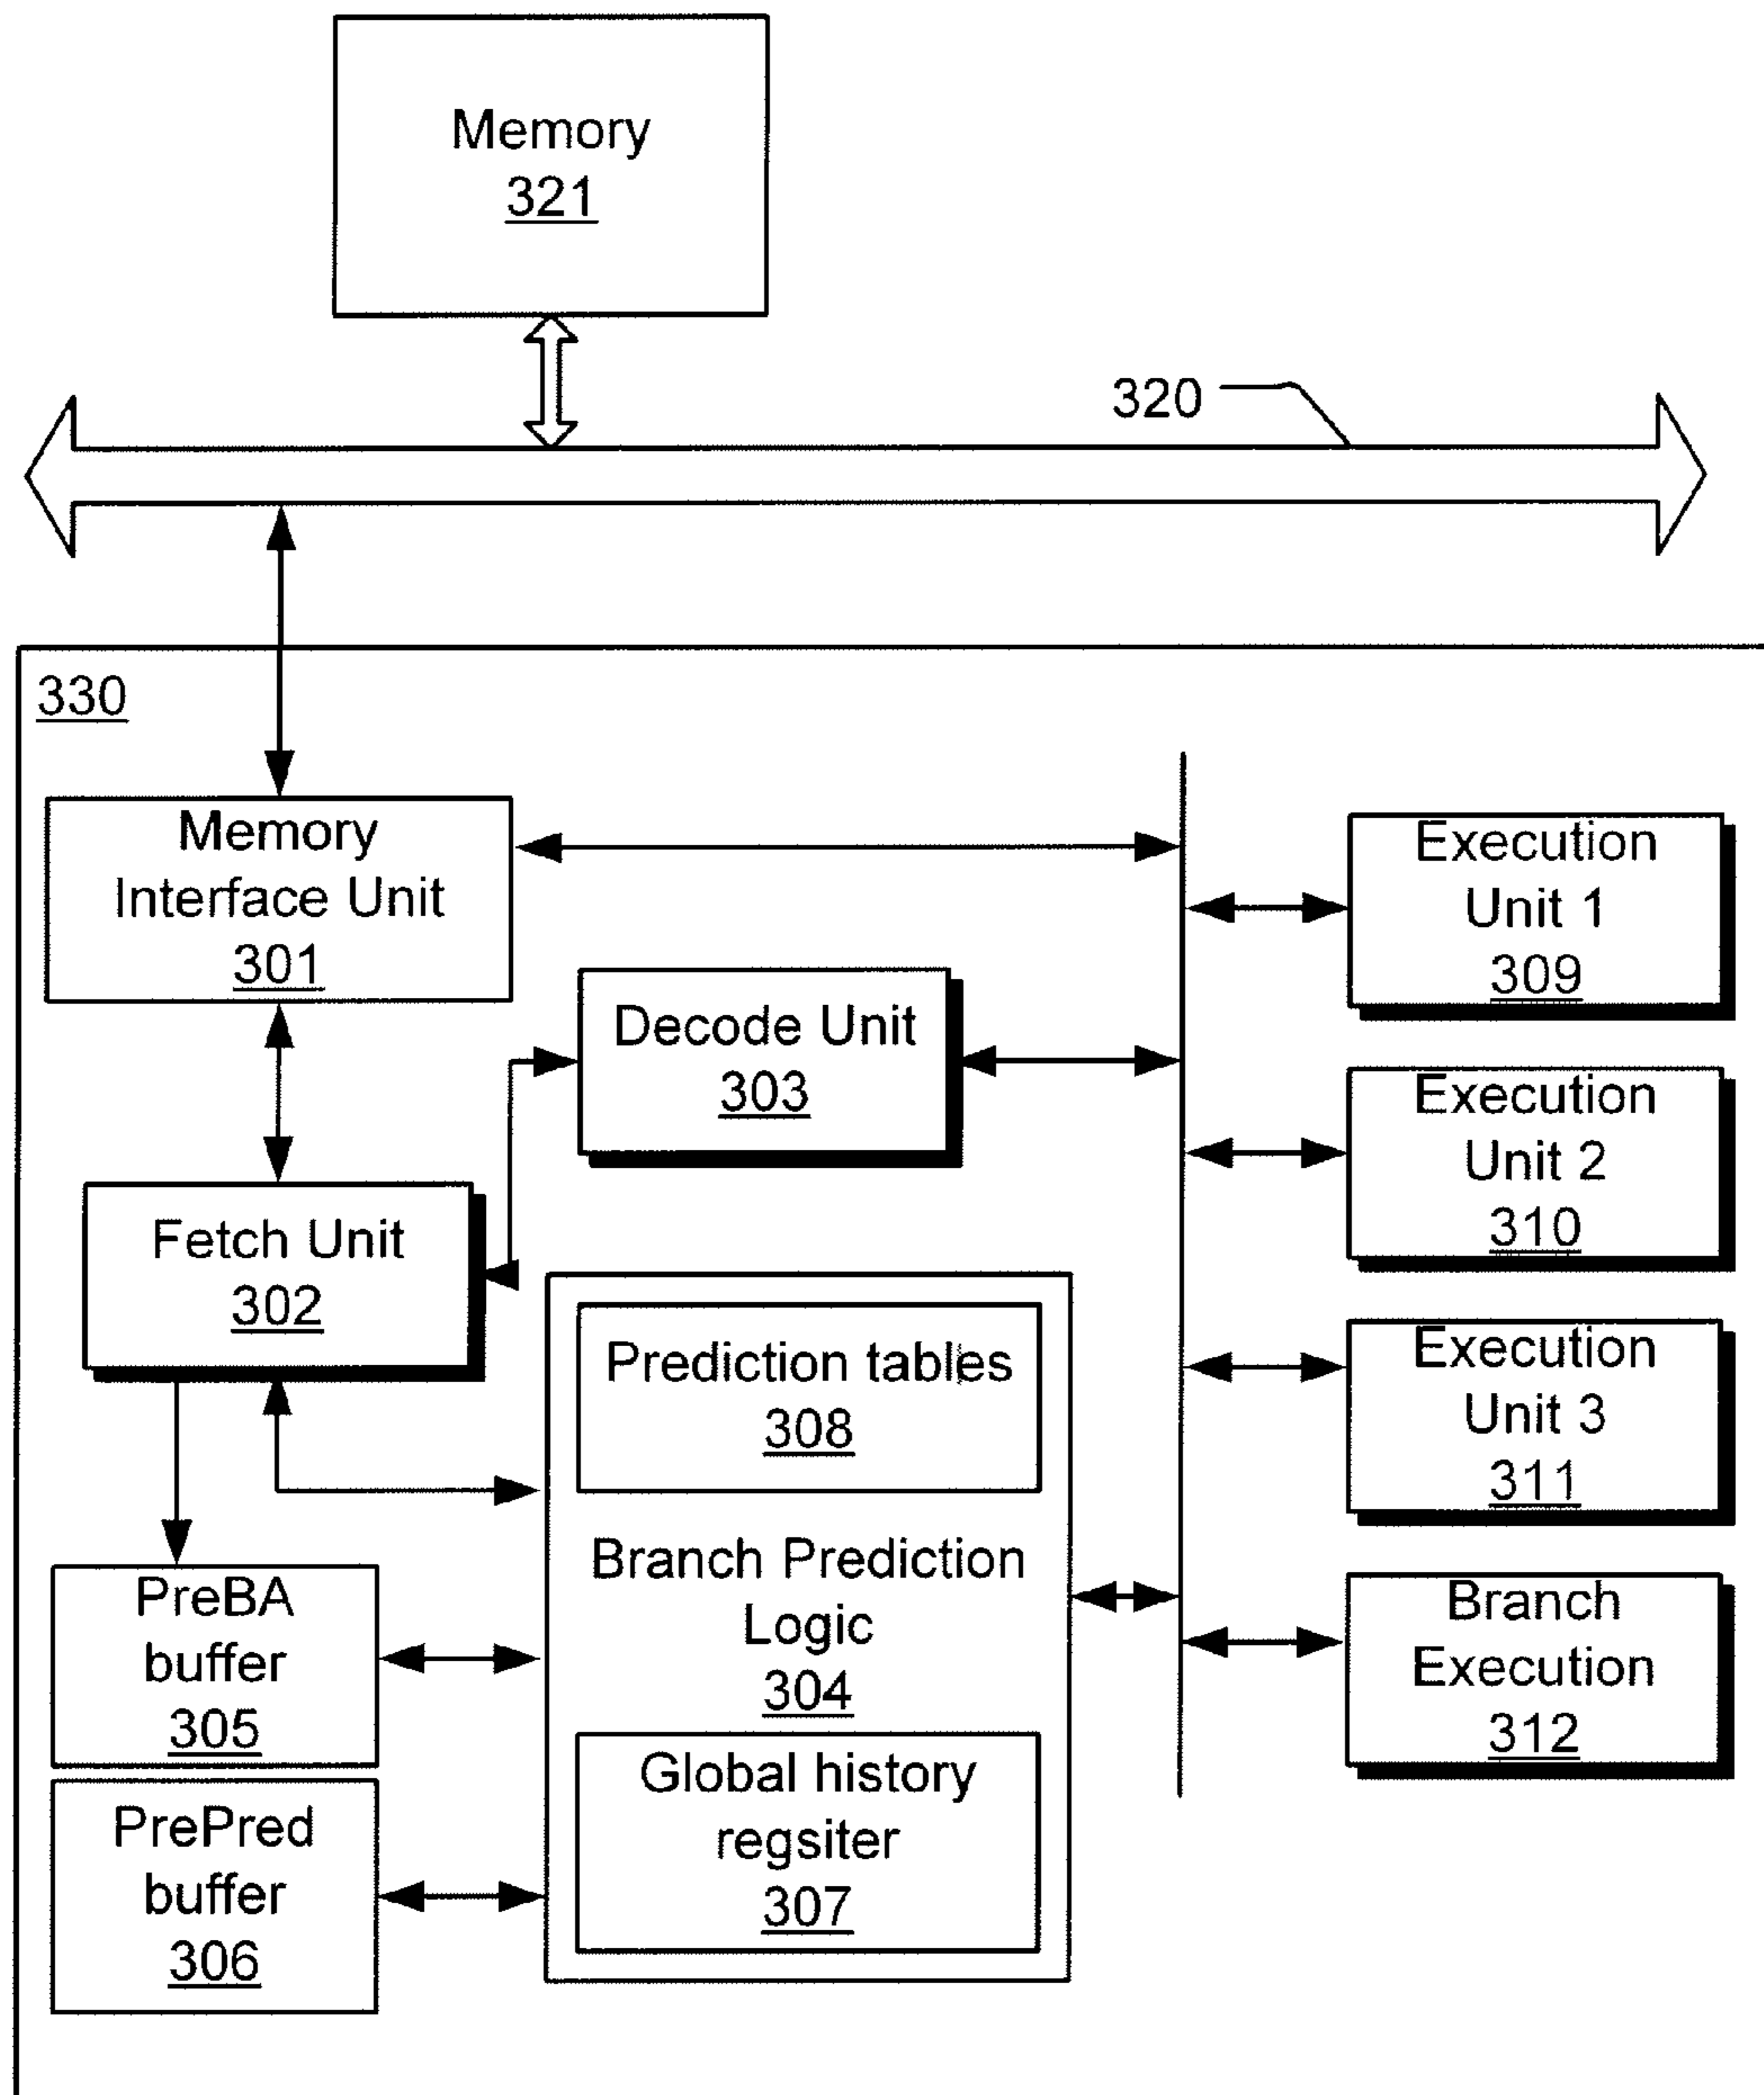 Memory
321
320
330
Memory
Interface Unit
301
Execution
Unit 1
309
Decode Unit
303
Execution
Unit 2
310
Fetch Unit
302
Prediction tables
308
Execution
Unit 3
311
Branch Prediction
Logic
304
PreBA
buffer
305
Branch
Execution
312
Global history
regsiter
307
PrePred
buffer
306